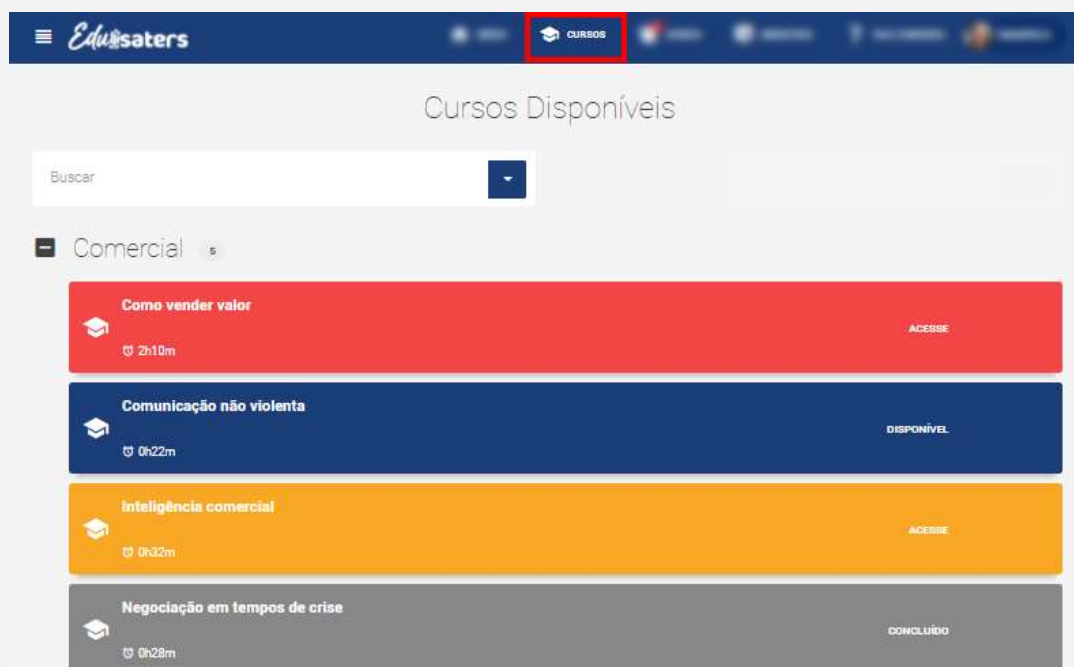 Edusaters
CURSOS
Cursos Disponíveis
Buscar
Comercial 5
Como vender valor
ACESSE
2h10m
Comunicação não violenta
DISPONÍVEL
0h22m
Inteligência comercial
ACESSE
0h32m
Negociação em tempos de crise
CONCLUÍDO
0h28m